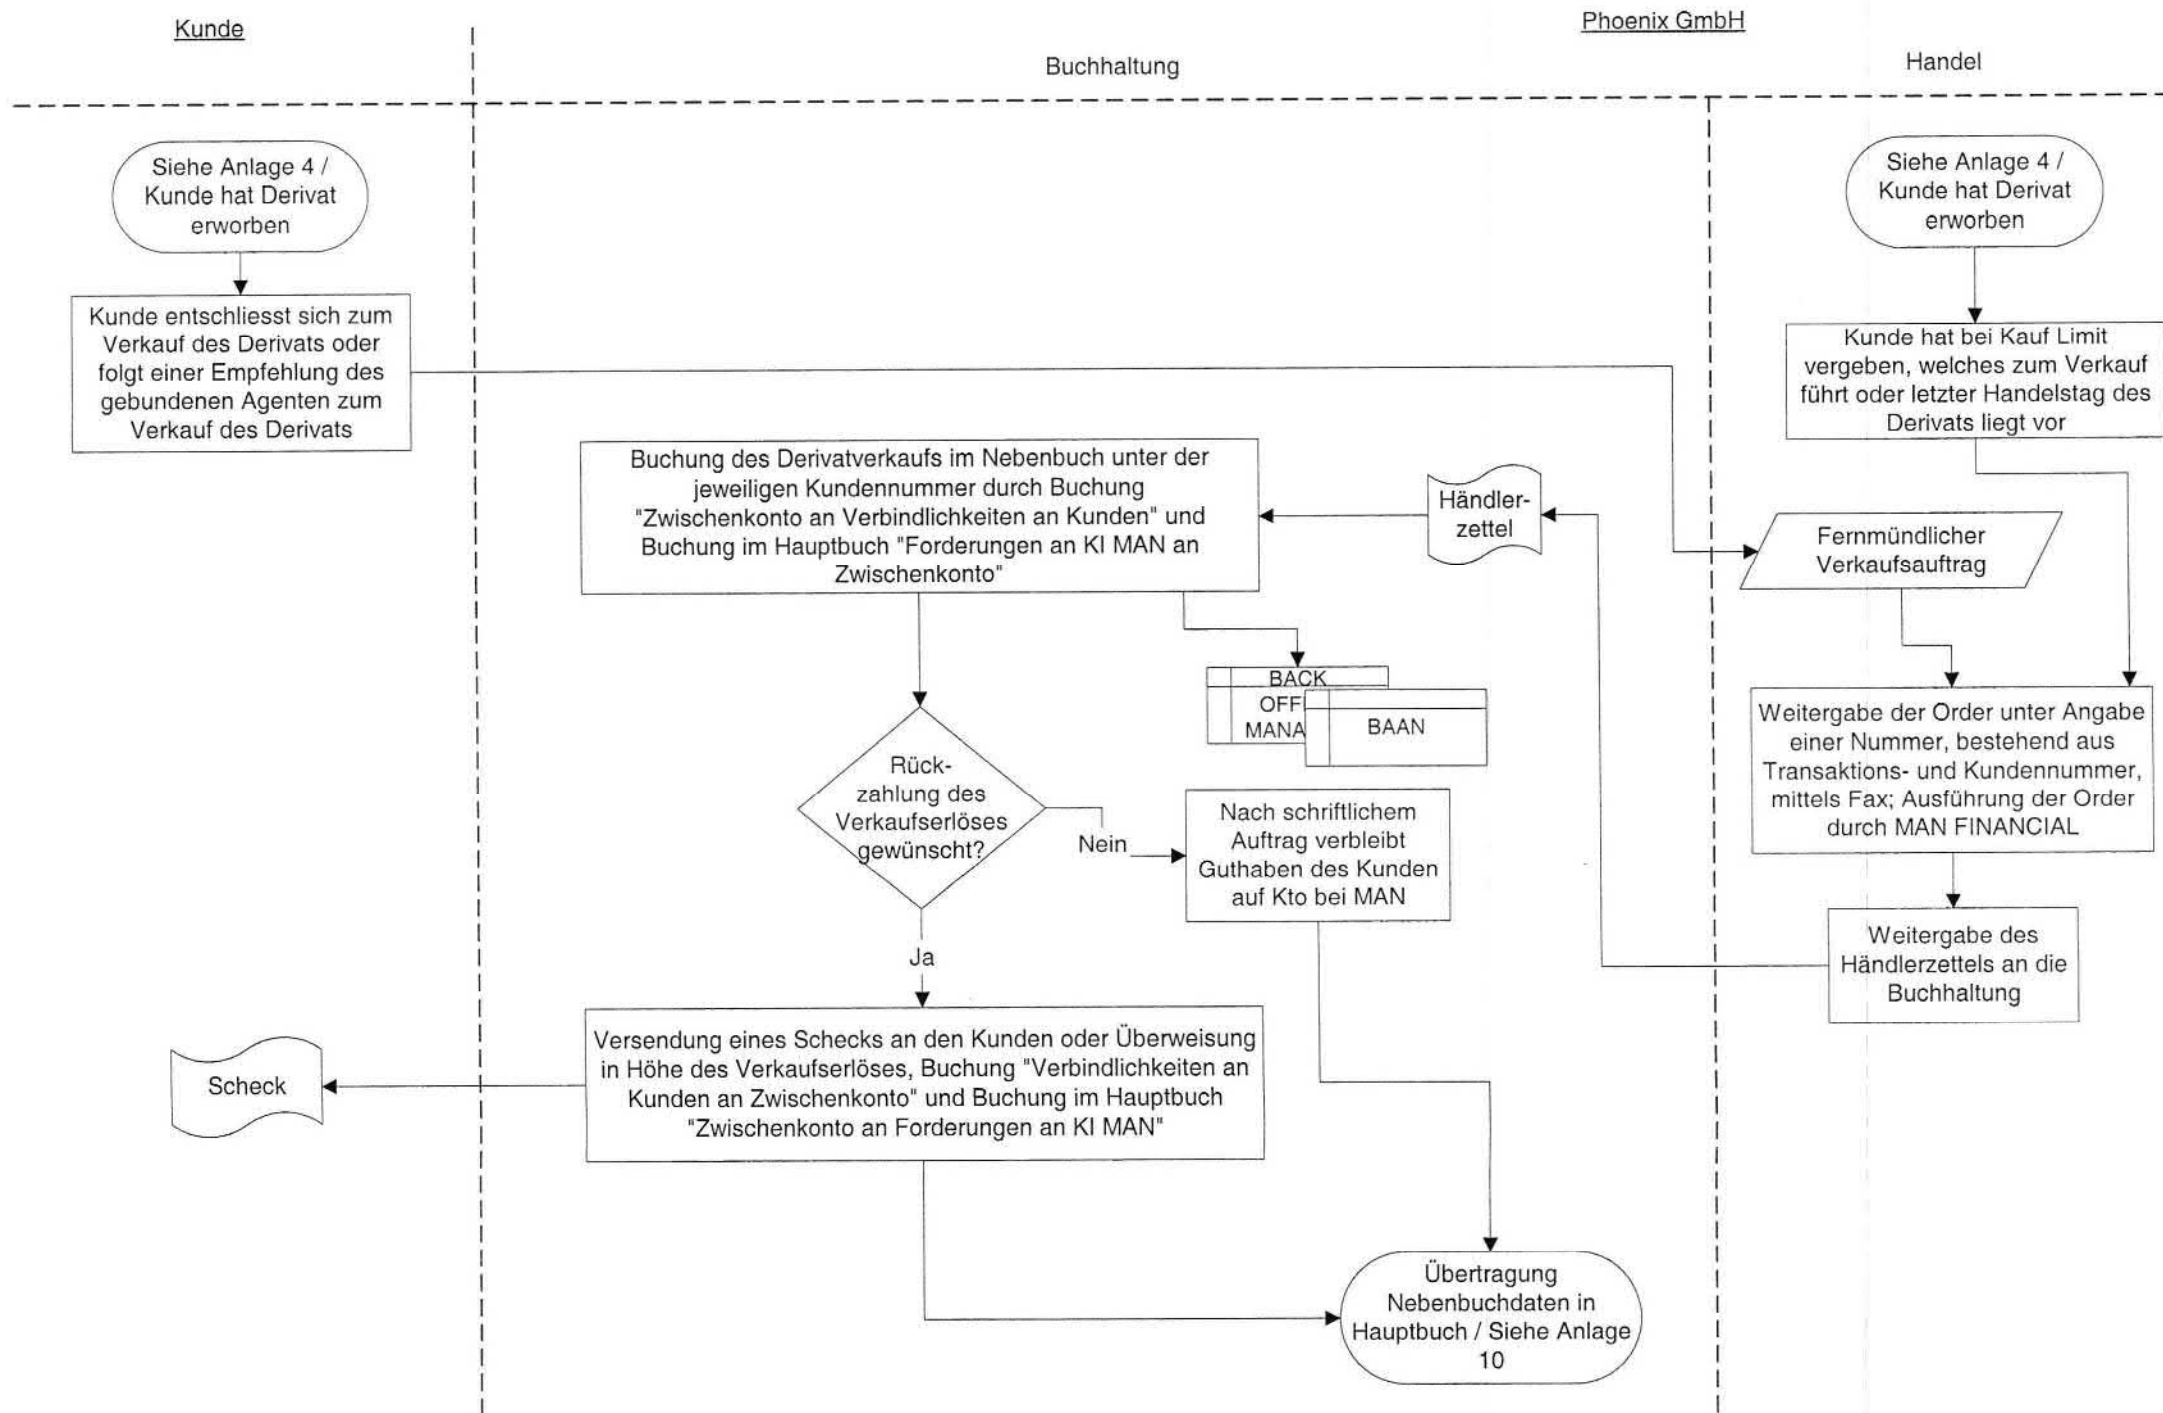 Kunde
Phoenix GmbH
Buchhaltung
Handel
Siehe Anlage 4 /
Kunde hat Derivat
erworben
Kunde entschliesst sich zum
Verkauf des Derivats oder
folgt einer Empfehlung des
gebundenen Agenten zum
Verkauf des Derivats
Siehe Anlage 4 /
Kunde hat Derivat
erworben
Kunde hat bei Kauf Limit
vergeben, welches zum Verkauf
führt oder letzter Handelstag des
Derivats liegt vor
Fernmündlicher
Verkaufsauftrag
Weitergabe der Order unter Angabe
einer Nummer, bestehend aus
Transaktions- und Kundennummer,
mittels Fax; Ausführung der Order
durch MAN FINANCIAL
Weitergabe des
Händlerzettels an die
Buchhaltung
Händler-
zettel
Buchung des Derivatverkaufs im Nebenbuch unter der
jeweiligen Kundennummer durch Buchung
"Zwischenkonto an Verbindlichkeiten an Kunden" und
Buchung im Hauptbuch "Forderungen an KI MAN an
Zwischenkonto"
BACK
OFFI
MANA
BAAN
Rück-
zahlung des
Verkaufserlöses
gewünscht?
Nein
Nach schriftlichem
Auftrag verbleibt
Guthaben des Kunden
auf Kto bei MAN
Ja
Versendung eines Schecks an den Kunden oder Überweisung
in Höhe des Verkaufserlöses, Buchung "Verbindlichkeiten an
Kunden an Zwischenkonto" und Buchung im Hauptbuch
"Zwischenkonto an Forderungen an KI MAN"
Scheck
Übertragung
Nebenbuchdaten in
Hauptbuch / Siehe Anlage
10